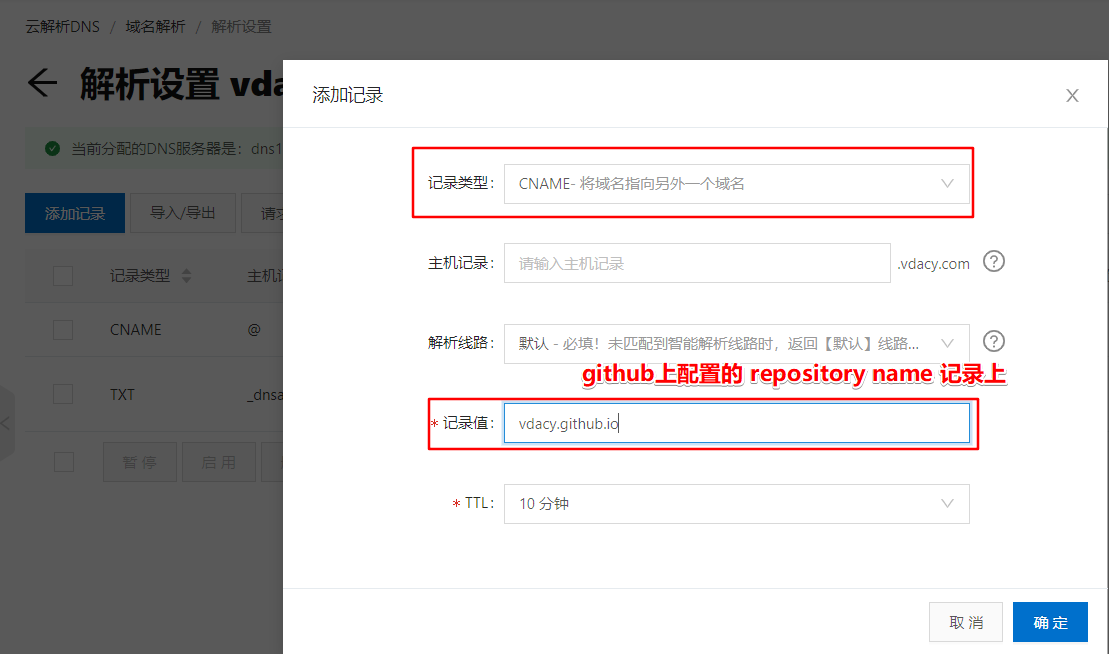 云解析DNS / 域名解析 / 解析设置
解析设置 vda
添加记录
当前分配的DNS服务器是：dns1
添加记录
导入/导出
记录类型
CNAME
@
TXT
_dnsa
暂 停
启 用
记录类型：
CNAME- 将域名指向另外一个域名
主机记录：
请输入主机记录
.vdacy.com
解析线路：
默认 - 必填！未匹配到智能解析线路时，返回【默认】线路...
github上配置的 repository name 记录上
* 记录值：
vdacy.github.io
* TTL：
10 分钟
取 消
确 定